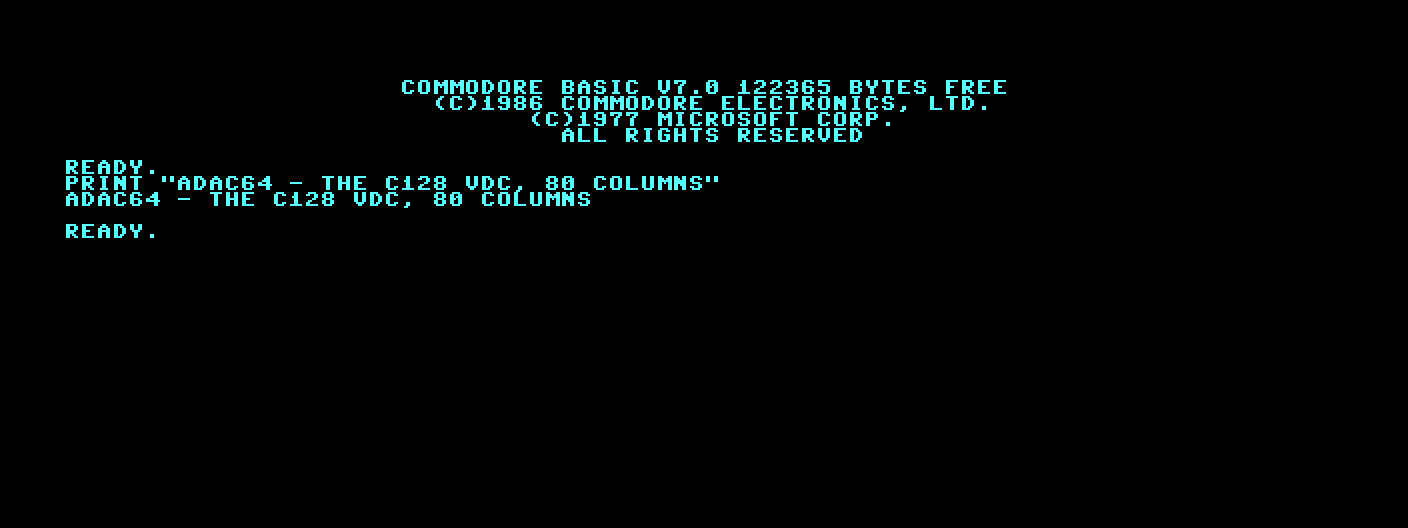 COMMODORE BASIC V7.0 122365 BYTES FREE
(C)1986 COMMODORE ELECTRONICS, LTD.
(C)1977 MICROSOFT CORP.
ALL RIGHTS RESERVED
READY.
PRINT "ADAC64 - THE C128 VDC, 80 COLUMNS"
ADAC64 - THE C128 VDC, 80 COLUMNS
READY.